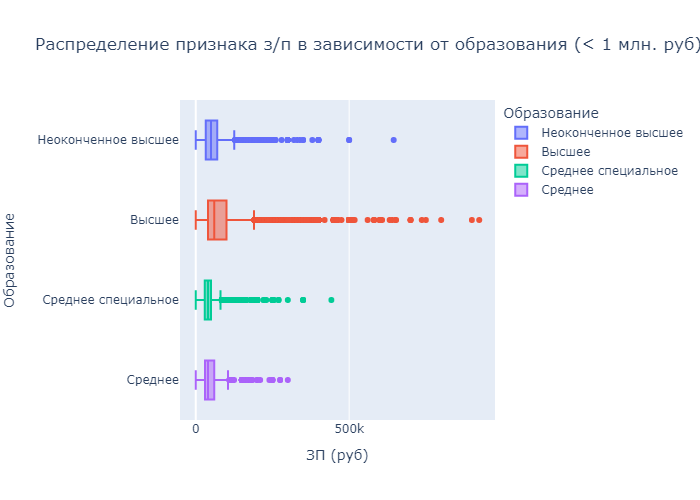 Распределение признака з/п в зависимости от образования (< 1 млн. руб)
Образование
Неоконченное высшее
Высшее
Среднее специальное
Среднее
Образование
Неоконченное высшее
Высшее
Среднее специальное
Среднее
0
500k
ЗП (руб)